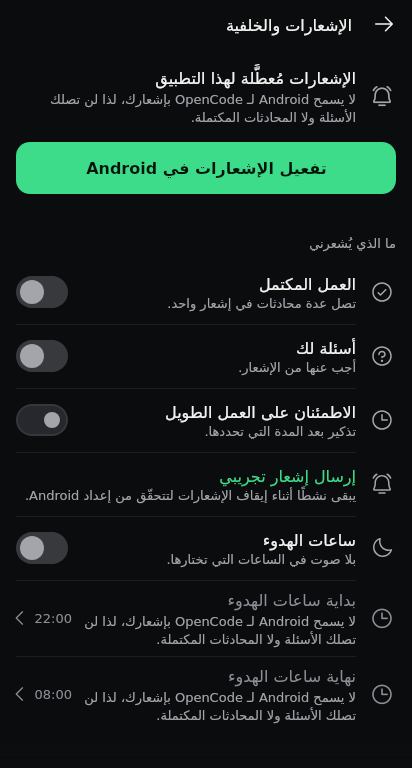 الإشعارات والخلفية
الإشعارات مُعطَّلة لهذا التطبيق
لا يسمح Android لـ OpenCode بإشعارك، لذا لن تصلك
الأسئلة ولا المحادثات المكتملة.
تفعيل الإشعارات في Android
ما الذي يُشعرني
العمل المكتمل
تصل عدة محادثات في إشعار واحد.
أسئلة لك
أجب عنها من الإشعار.
الاطمئنان على العمل الطويل
تذكير بعد المدة التي تحددها.
إرسال إشعار تجريبي
يبقى نشطًا أثناء إيقاف الإشعارات لتتحقّق من إعداد Android.
ساعات الهدوء
بلا صوت في الساعات التي تختارها.
بداية ساعات الهدوء
لا يسمح Android لـ OpenCode بإشعارك، لذا لن
تصلك الأسئلة ولا المحادثات المكتملة.
22:00
نهاية ساعات الهدوء
لا يسمح Android لـ OpenCode بإشعارك، لذا لن
تصلك الأسئلة ولا المحادثات المكتملة.
08:00